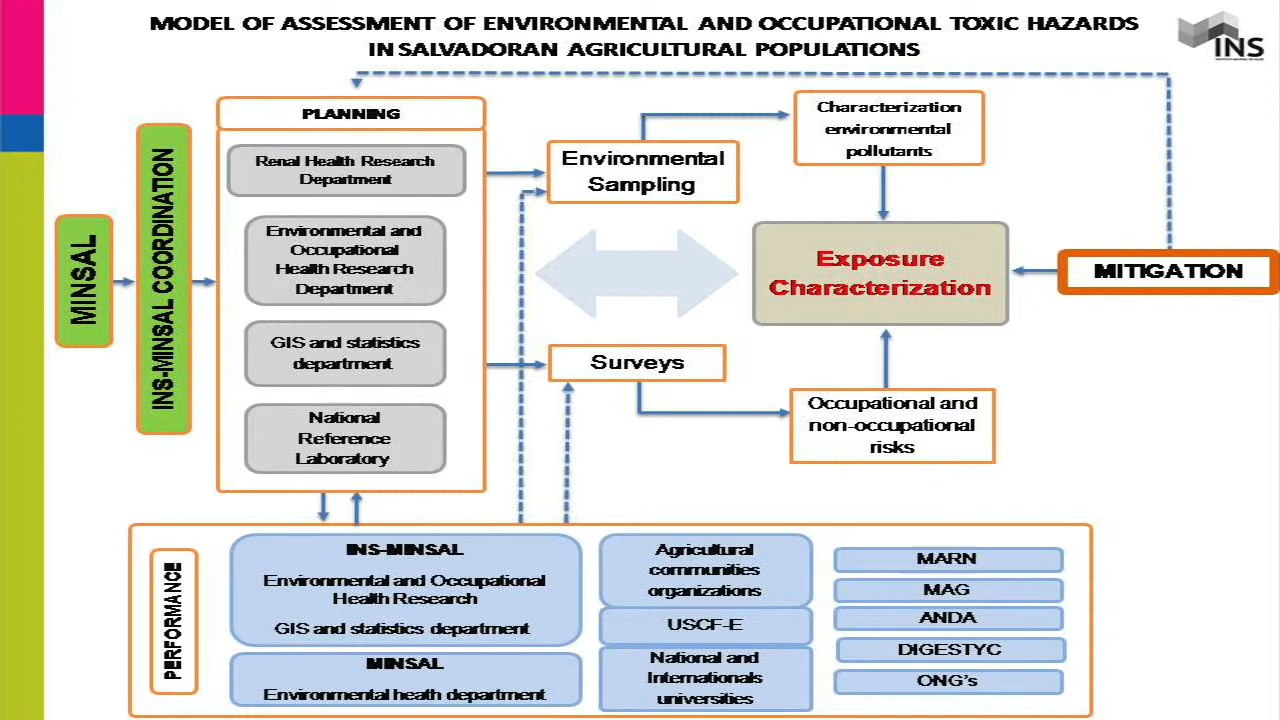 MODEL OF ASSESSMENT OF ENVIRONMENTAL AND OCCUPATIONAL TOXIC HAZARDS
IN SALVADORAN AGRICULTURAL POPULATIONS
INS
MINSAL
INS-MINSAL COORDINATION
PLANNING
Renal Health Research
Department
Environmental and
Occupational
Health Research
Department
GIS and statistics
department
National
Reference
Laboratory
Environmental
Sampling
Surveys
Characterization
environmental
pollutants
Exposure
Characterization
Occupational and
non-occupational
risks
MITIGATION
PERFORMANCE
INS-MINSAL
Environmental and Occupational
Health Research
GIS and statistics department
MINSAL
Environmental heath department
Agricultural
communities
organizations
USCF-E
National and
Internationals
universities
MARN
MAG
ANDA
DIGESTYC
ONG's